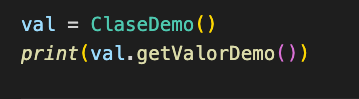 val = ClaseDemo()
print(val.getValorDemo())